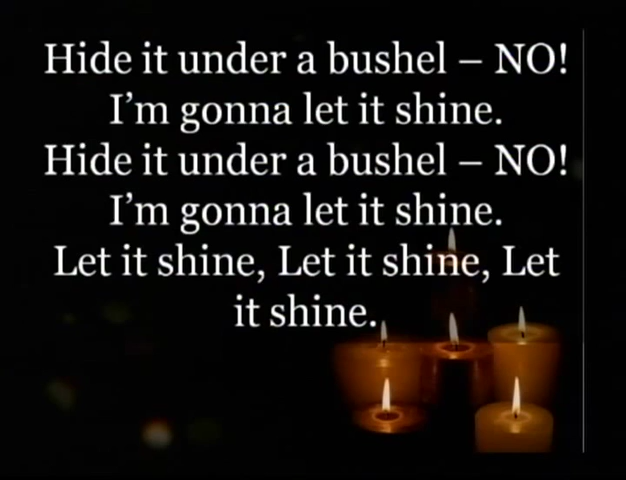 Hide it under a bushel – NO!
I’m gonna let it shine.
Hide it under a bushel – NO!
I’m gonna let it shine.
Let it shine, Let it shine, Let
it shine.